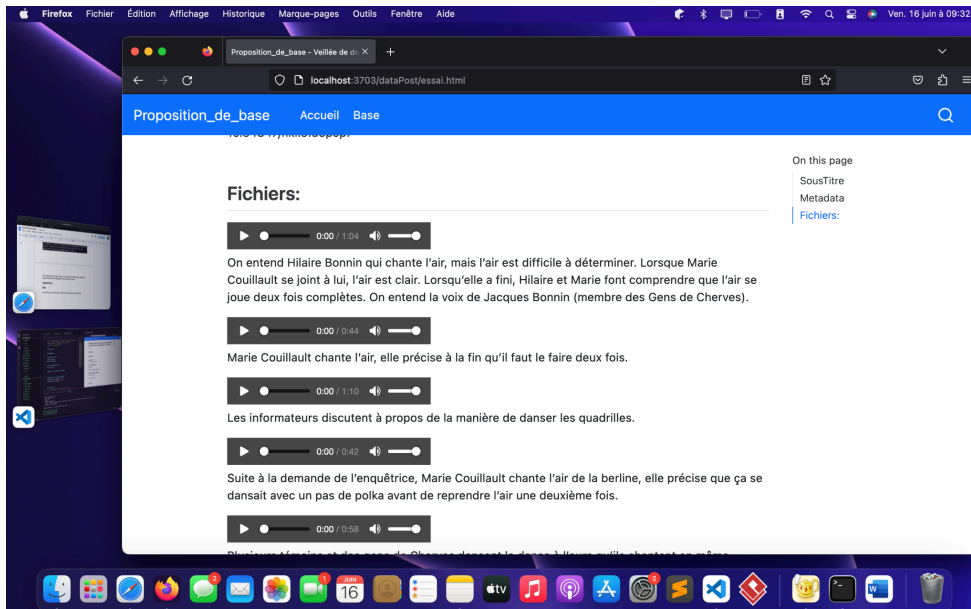 Firefox Fichier Édition Affichage Historique Marque-pages Outils Fenêtre Aide
Ven. 16 juin à 09:32
Proposition_de_base - Veillée de da
localhost:3703/dataPost/essai.html
Proposition_de_base Accueil Base
On this page
SousTitre
Metadata
Fichiers:
Fichiers:
0:00 / 1:04
On entend Hilaire Bonnin qui chante l'air, mais l'air est difficile à déterminer. Lorsque Marie
Couillault se joint à lui, l'air est clair. Lorsqu'elle a fini, Hilaire et Marie font comprendre que l'air se
joue deux fois complètes. On entend la voix de Jacques Bonnin (membre des Gens de Cherves).
0:00 / 0:44
Marie Couillault chante l'air, elle précise à la fin qu'il faut le faire deux fois.
0:00 / 1:10
Les informateurs discutent à propos de la manière de danser les quadrilles.
0:00 / 0:42
Suite à la demande de l'enquêtrice, Marie Couillault chante l'air de la berline, elle précise que ça se
dansait avec un pas de polka avant de reprendre l'air une deuxième fois.
0:00 / 0:58
2
1
JUIN
16
tv
2